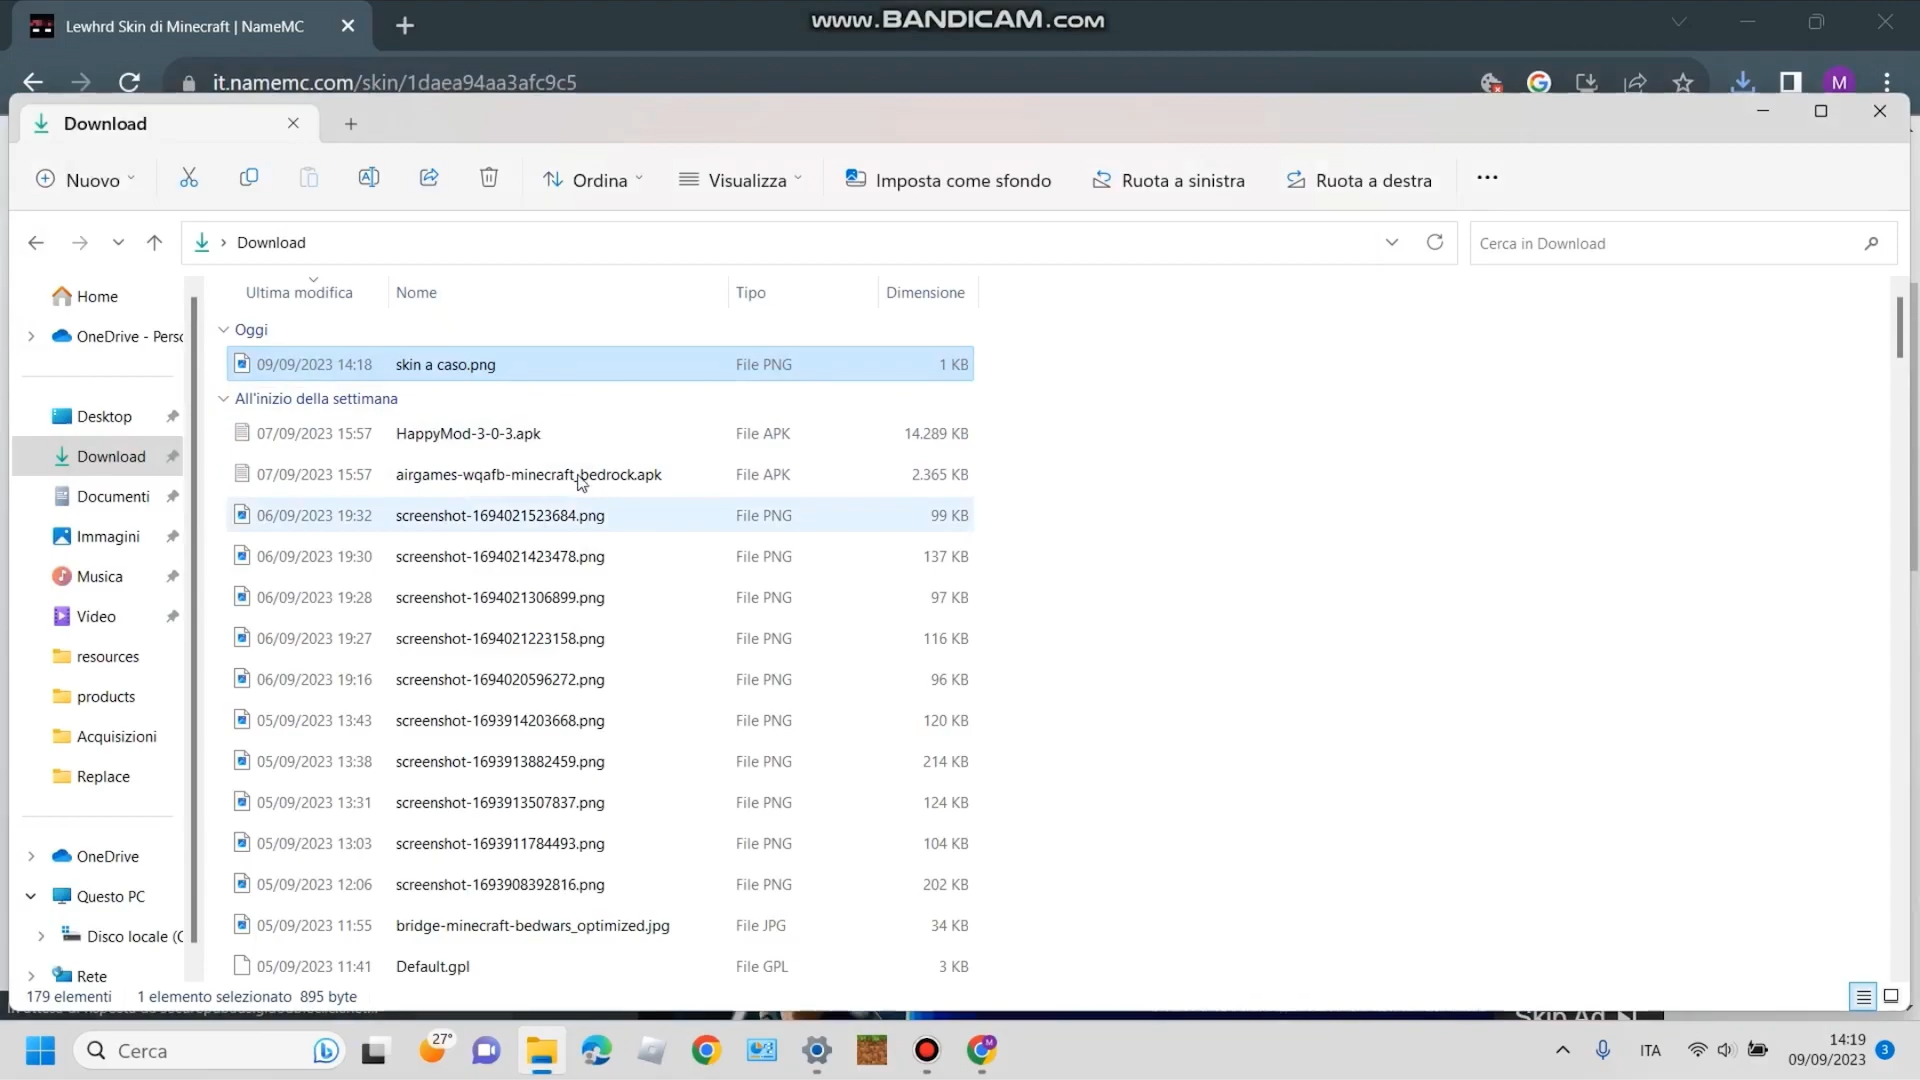 www.BANDICAM.com
Lewhrd Skin di Minecraft | NameMC
it.namemc.com/skin/1daea94aa3afc9c5
M
Download
Nuovo
Ordina
Visualizza
Imposta come sfondo
Ruota a sinistra
Ruota a destra
Download
Cerca in Download
Home
OneDrive - Perso
Desktop
Download
Documenti
Immagini
Musica
Video
resources
products
Acquisizioni
Replace
OneDrive
Questo PC
Disco locale (C
Rete
Ultima modifica Nome Tipo Dimensione
Oggi
09/09/2023 14:18 skin a caso.png File PNG 1 KB
All'inizio della settimana
07/09/2023 15:57 HappyMod-3-0-3.apk File APK 14.289 KB
07/09/2023 15:57 airgames-wqafb-minecraft-bedrock.apk File APK 2.365 KB
06/09/2023 19:32 screenshot-1694021523684.png File PNG 99 KB
06/09/2023 19:30 screenshot-1694021423478.png File PNG 137 KB
06/09/2023 19:28 screenshot-1694021306899.png File PNG 97 KB
06/09/2023 19:27 screenshot-1694021223158.png File PNG 116 KB
06/09/2023 19:16 screenshot-1694020596272.png File PNG 96 KB
05/09/2023 13:43 screenshot-1693914203668.png File PNG 120 KB
05/09/2023 13:38 screenshot-1693913882459.png File PNG 214 KB
05/09/2023 13:31 screenshot-1693913507837.png File PNG 124 KB
05/09/2023 13:03 screenshot-1693911784493.png File PNG 104 KB
05/09/2023 12:06 screenshot-1693908392816.png File PNG 202 KB
05/09/2023 11:55 bridge-minecraft-bedwars_optimized.jpg File JPG 34 KB
05/09/2023 11:41 Default.gpl File GPL 3 KB
179 elementi 1 elemento selezionato 895 byte
Skip Ad
27°
Cerca
M
ITA
14:19
09/09/2023
3